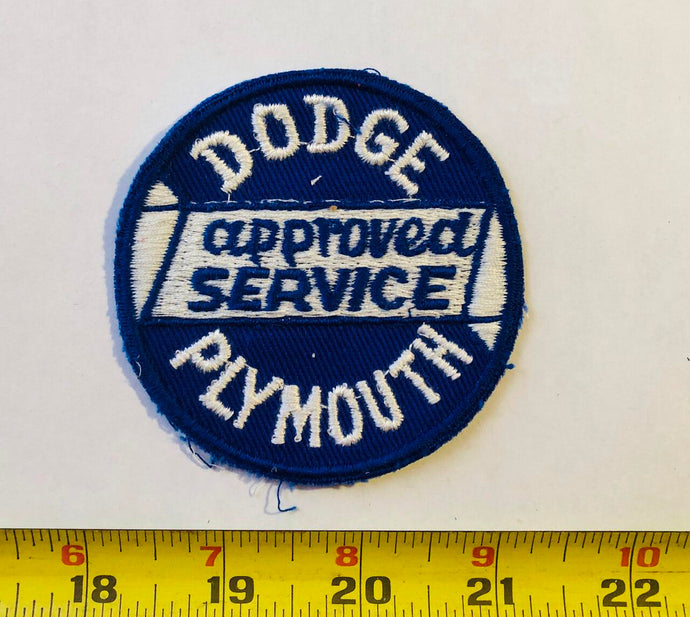 DODGE
approved
SERVICE
PLYMOUTH
6 7 8 9 10
18 19 20 21 22